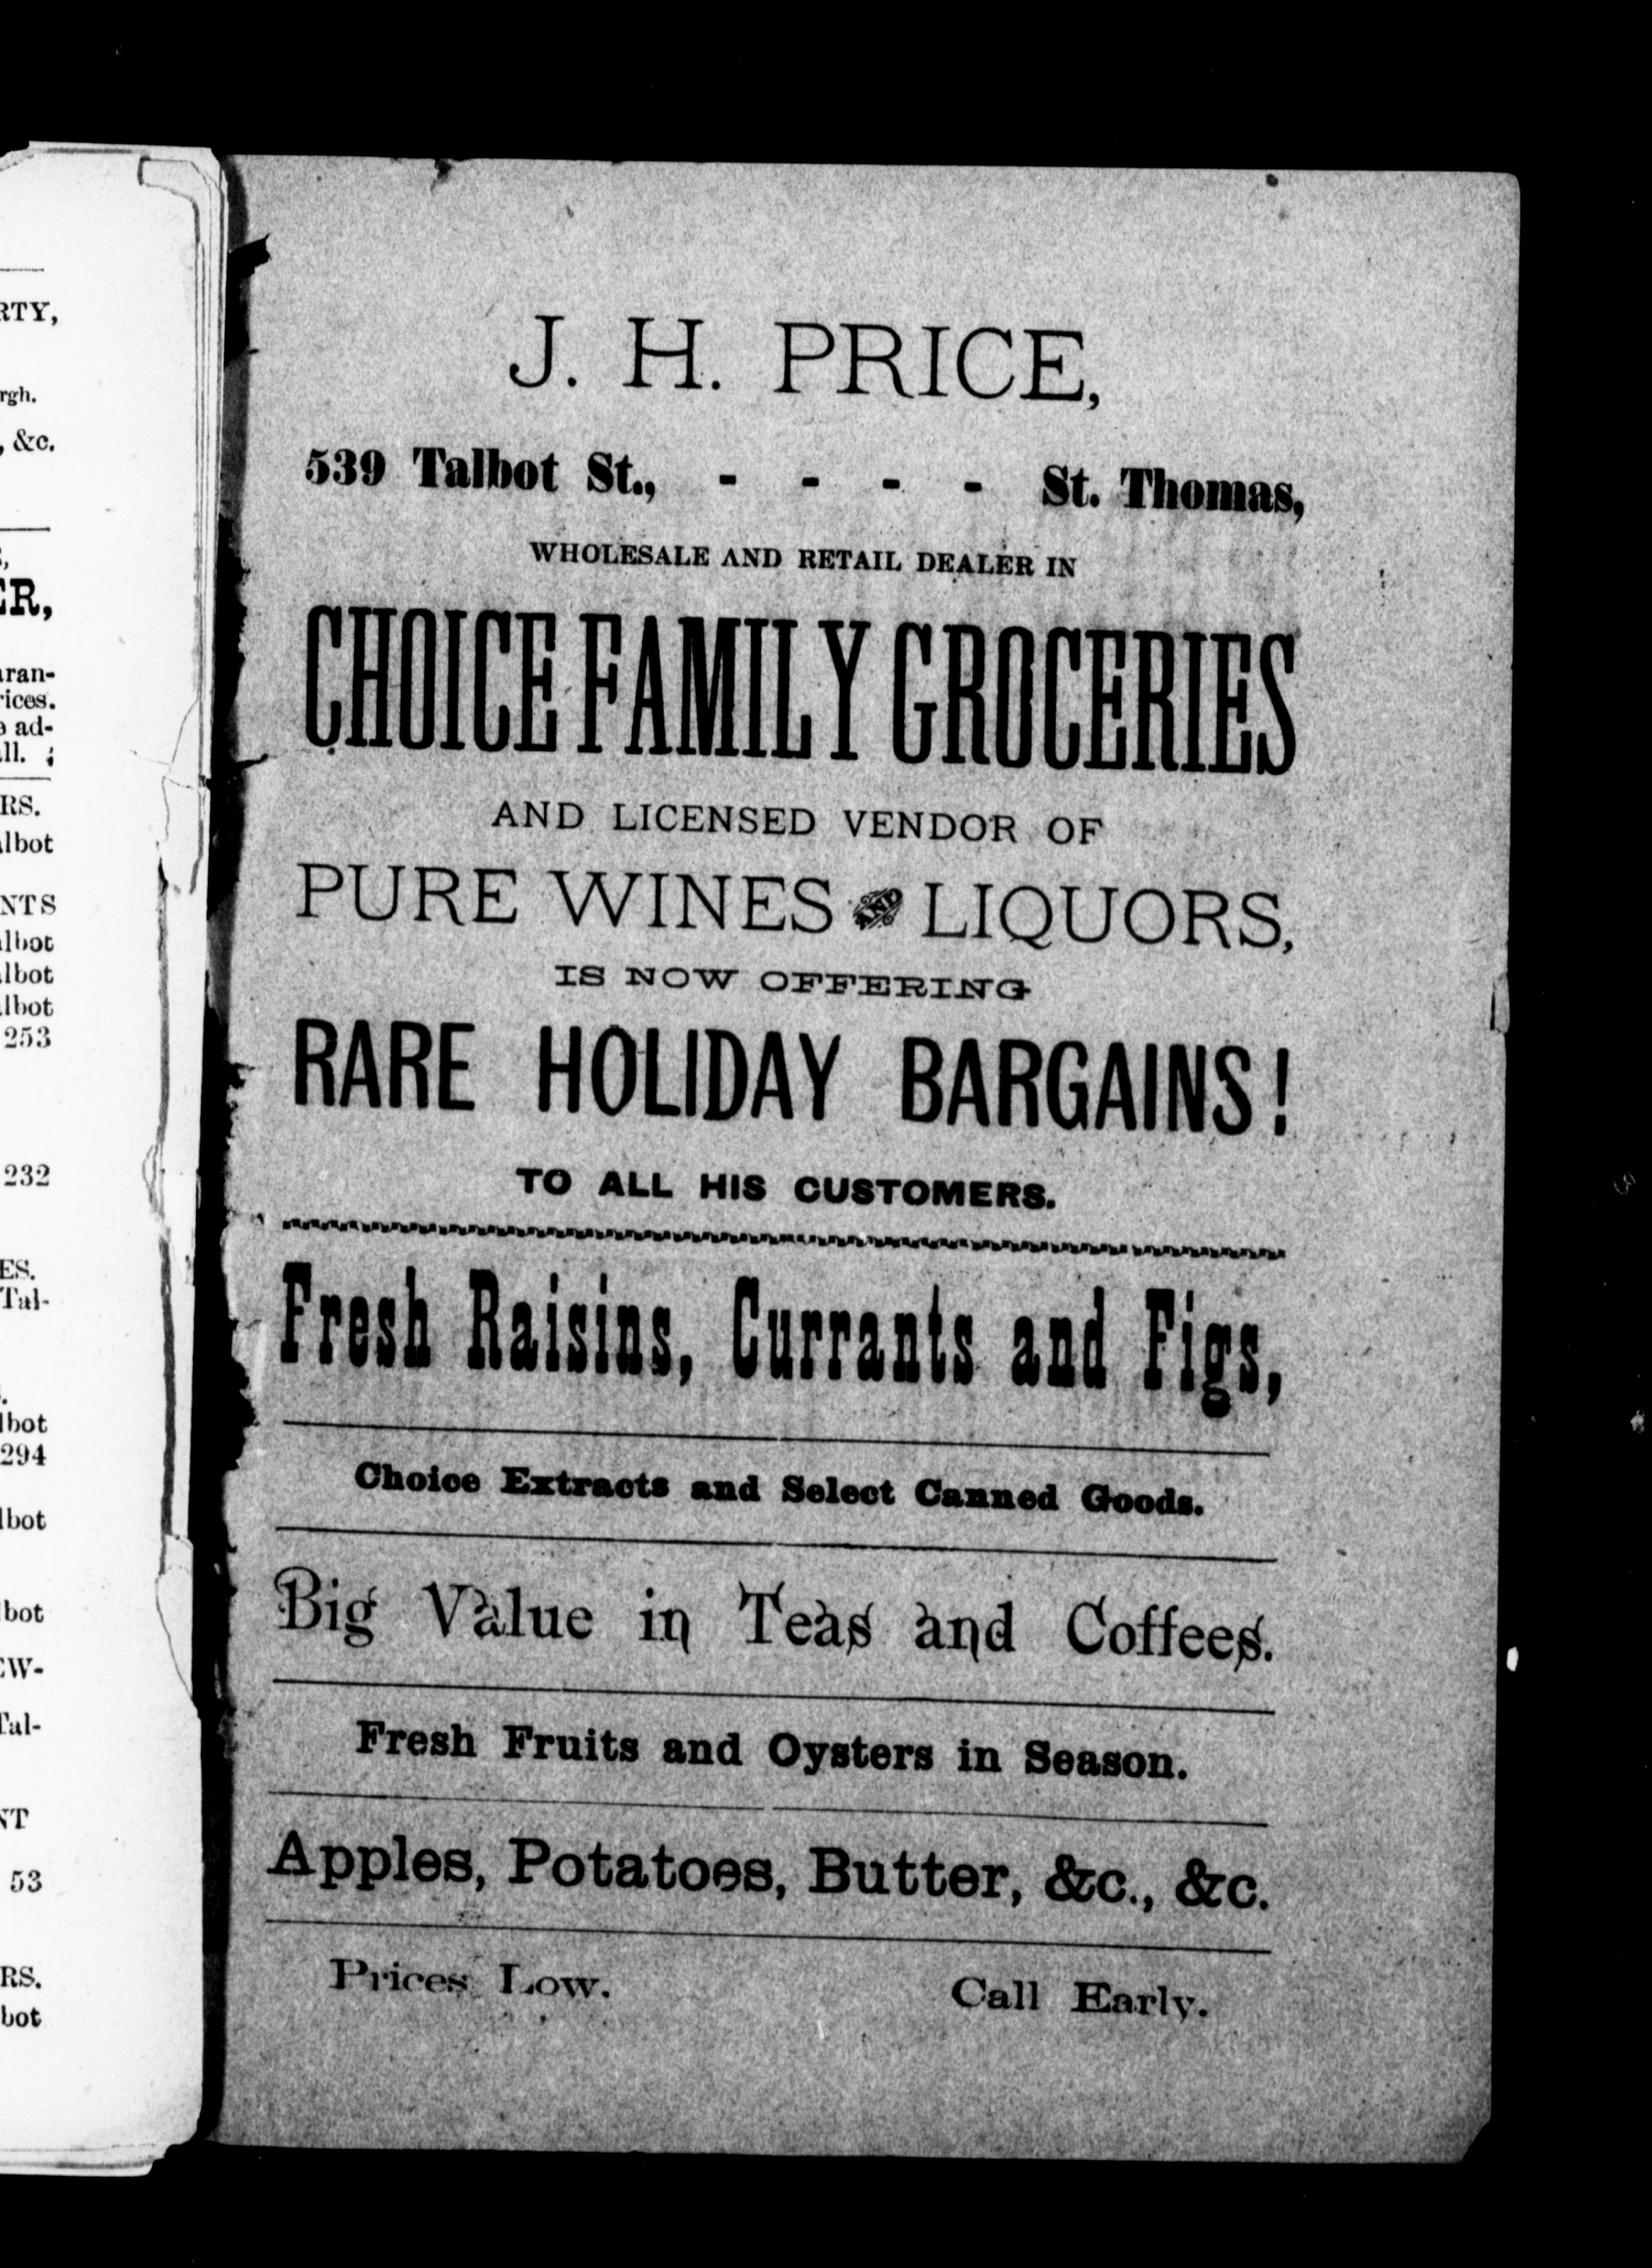 J. H. PRICE,
539 Talbot St., - - - - St. Thomas,
WHOLESALE AND RETAIL DEALER IN
CHOICE FAMILY GROCERIES
AND LICENSED VENDOR OF
PURE WINES AND LIQUORS,
IS NOW OFFERING
RARE HOLIDAY BARGAINS!
TO ALL HIS CUSTOMERS.
Fresh Raisins, Currants and Figs,
Choice Extracts and Select Canned Goods.
Big Value in Teas and Coffees.
Fresh Fruits and Oysters in Season.
Apples, Potatoes, Butter, &c., &c.
Prices Low. Call Early.